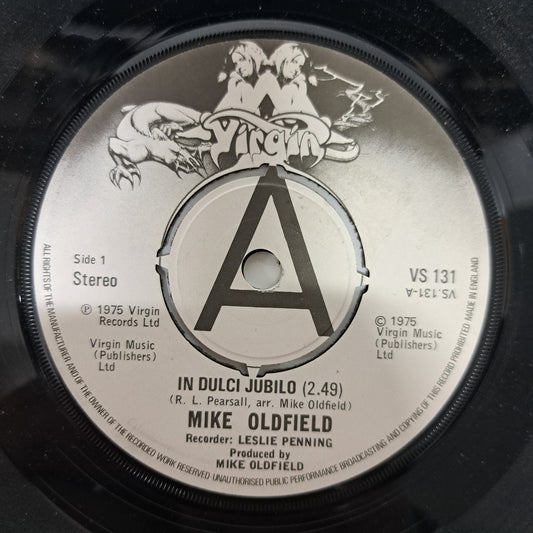 Virgin
A
Side 1
Stereo
VS 131
VS.131-A
℗ 1975 Virgin
Records Ltd
Virgin Music
(Publishers)
Ltd
© 1975
Virgin Music
(Publishers)
Ltd
IN DULCI JUBILO (2.49)
(R. L. Pearsall, arr. Mike Oldfield)
MIKE OLDFIELD
Recorder: LESLIE PENNING
Produced by
MIKE OLDFIELD
ALL RIGHTS OF THE MANUFACTURER AND OF THE OWNER OF THE RECORDED WORK RESERVED UNAUTHORISED PUBLIC PERFORMANCE BROADCASTING AND COPYING OF THIS RECORD PROHIBITED MADE IN ENGLAND